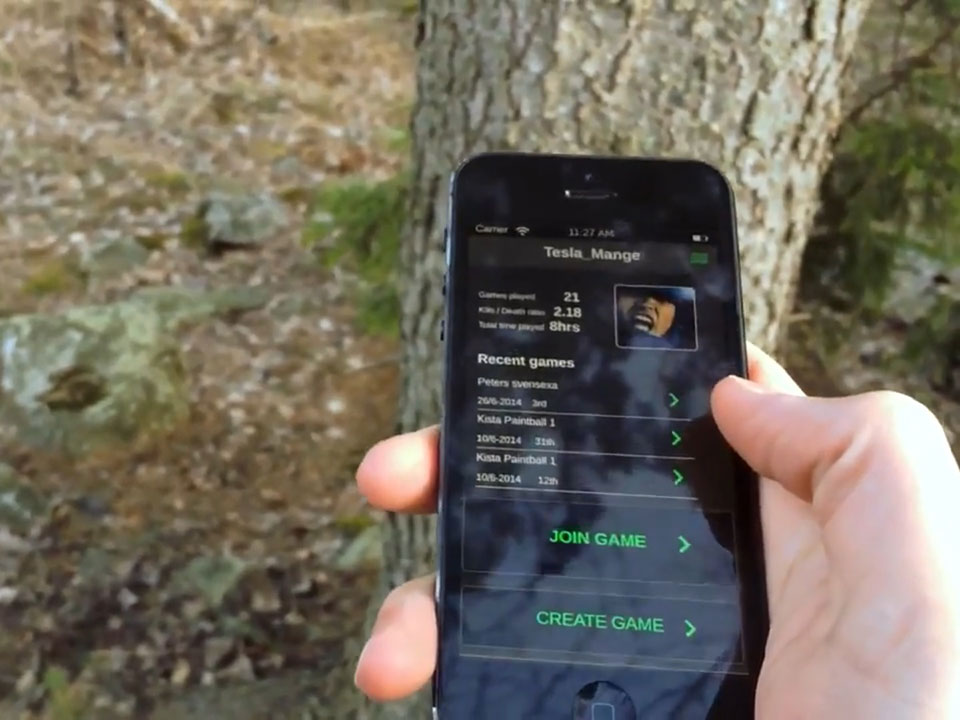 Carrier 11:27 AM
Tesla_Mange
Games played 21
Kills / Death ratio 2.18
Total time played 8hrs
Recent games
Peters svensexa
26/6-2014 3rd
Kista Paintball 1
10/6-2014 31th
Kista Paintball 1
10/6-2014 12th
JOIN GAME
CREATE GAME